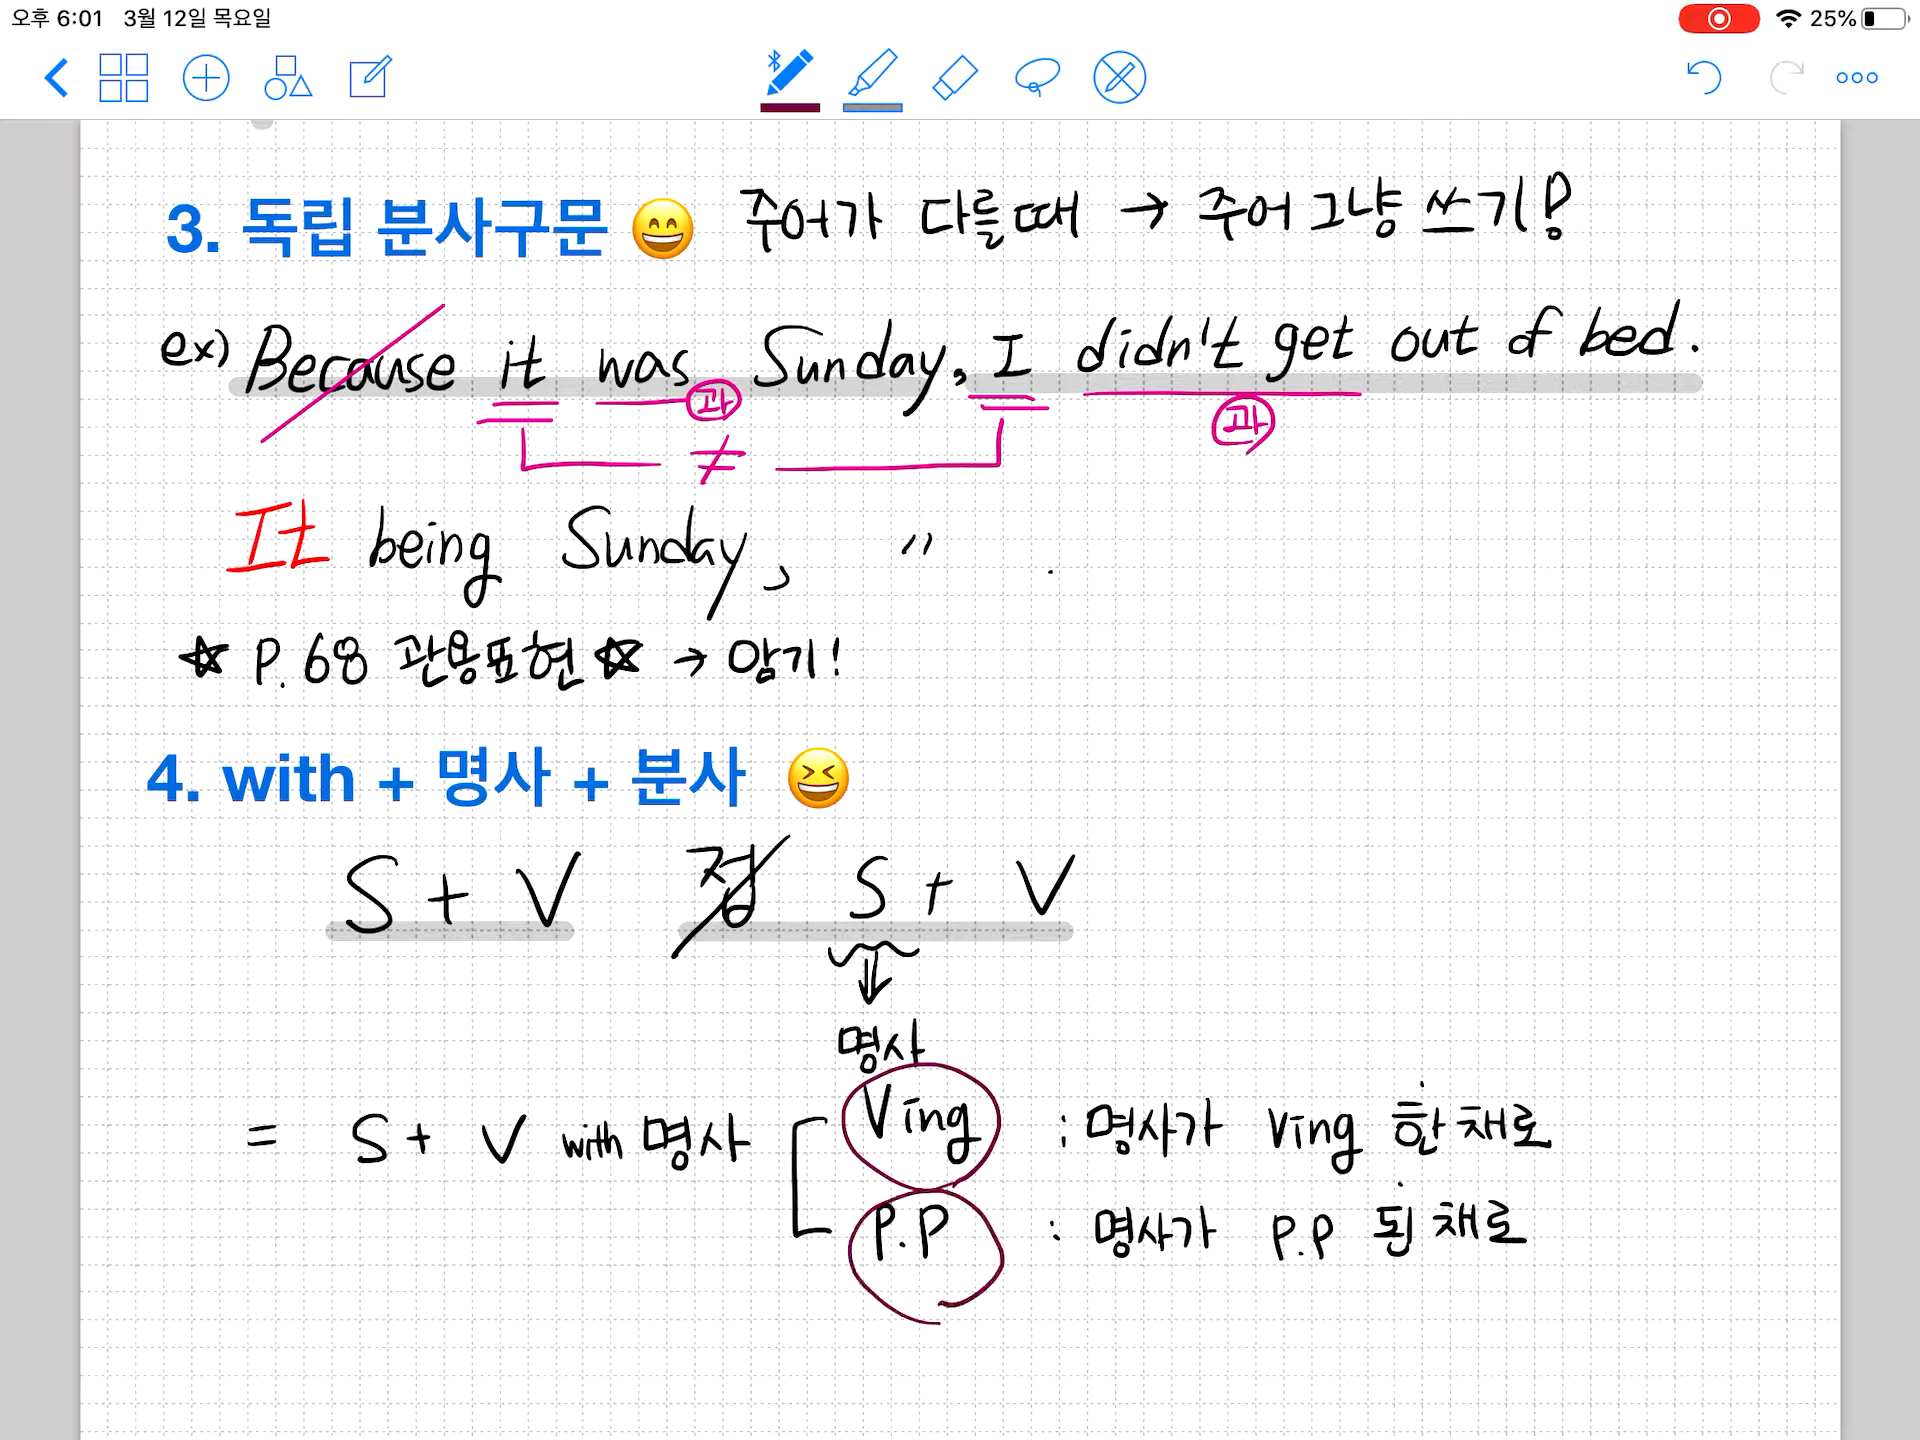 오후 6:01 3월 12일 목요일 25%
3. 독립 분사구문 😄 주어가 다를때 → 주어 그냥 쓰기!
ex) Because it was Sunday, I didn't get out of bed.
과 과
≠
It being Sunday, 〃 .
☆ P.68 관용표현 ☆ → 암기!
4. with + 명사 + 분사 😆
S + V 접 S + V
⇓
명사
= S + V with 명사 [ Ving : 명사가 Ving 한 채로
P.P : 명사가 P.P 된 채로